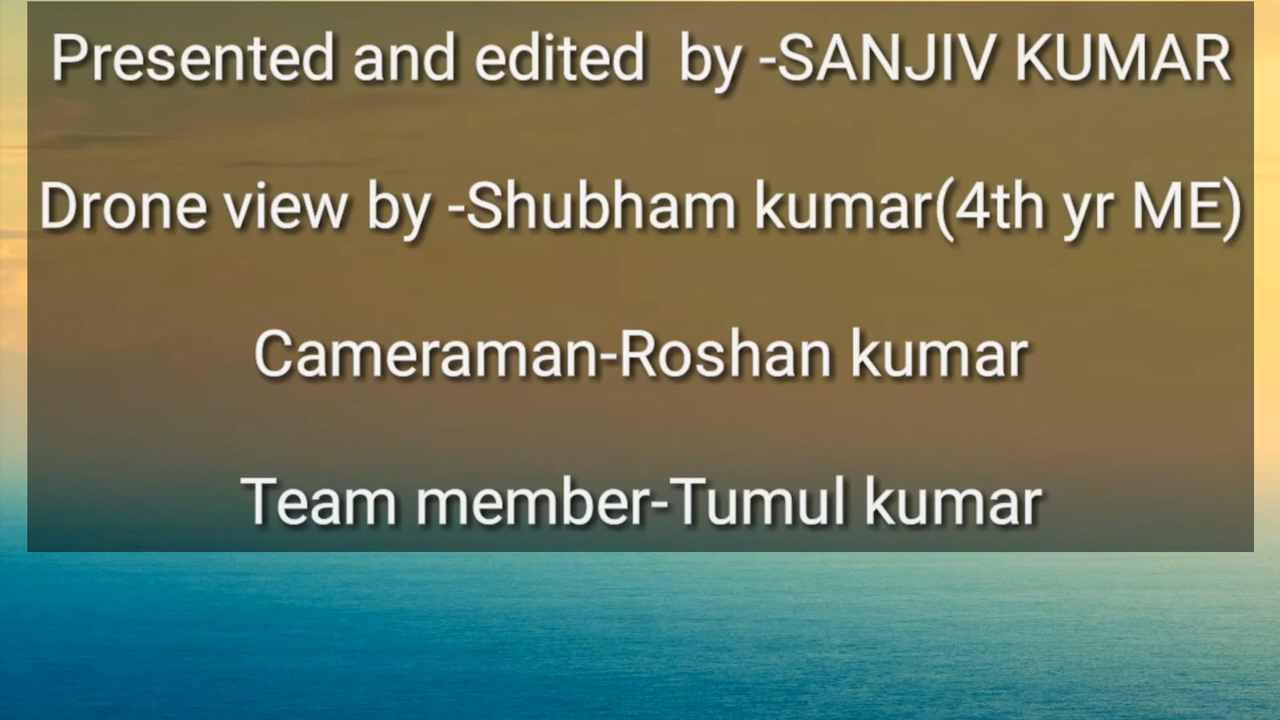 Presented and edited  by -SANJIV KUMAR
Drone view by -Shubham kumar(4th yr ME)
Cameraman-Roshan kumar
Team member-Tumul kumar